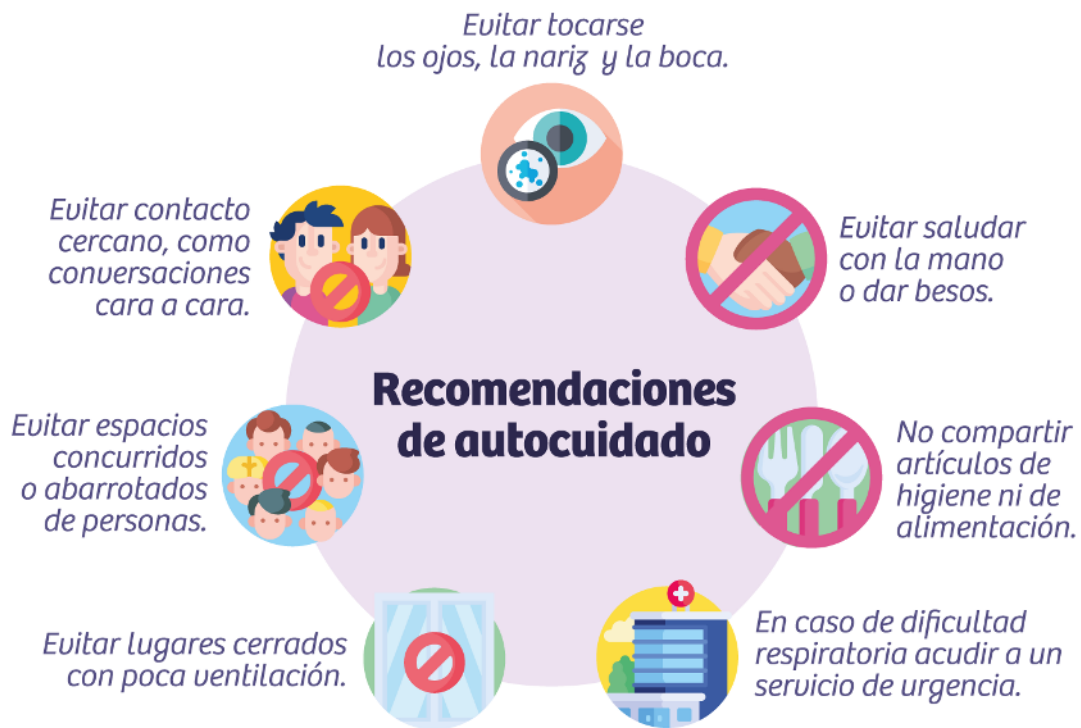 Evitar tocarse
los ojos, la nariz y la boca.
Evitar saludar
con la mano
o dar besos.
No compartir
artículos de
higiene ni de
alimentación.
En caso de dificultad
respiratoria acudir a un
servicio de urgencia.
Evitar lugares cerrados
con poca ventilación.
Evitar espacios
concurridos
o abarrotados
de personas.
Evitar contacto
cercano, como
conversaciones
cara a cara.
Recomendaciones
de autocuidado